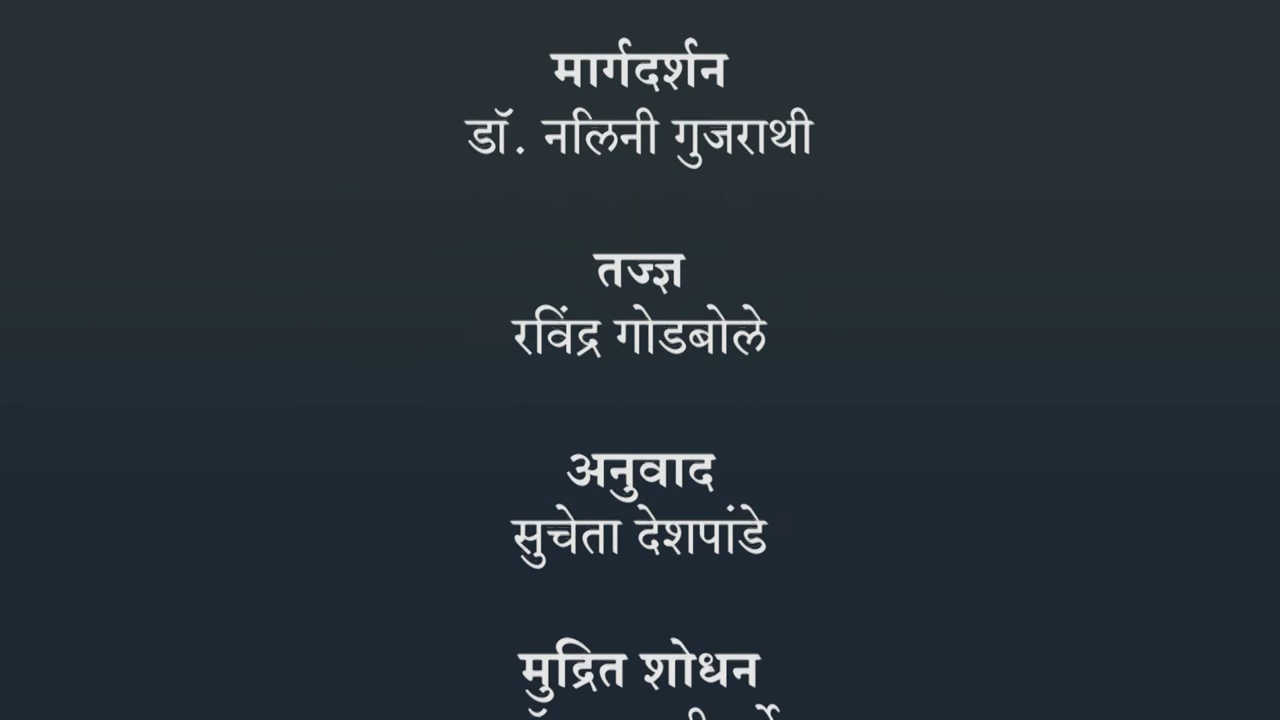 मार्गदर्शन
डॉ. नलिनी गुजराथी
तज्ज्ञ
रविंद्र गोडबोले
अनुवाद
सुचेता देशपांडे
मुद्रित शोधन